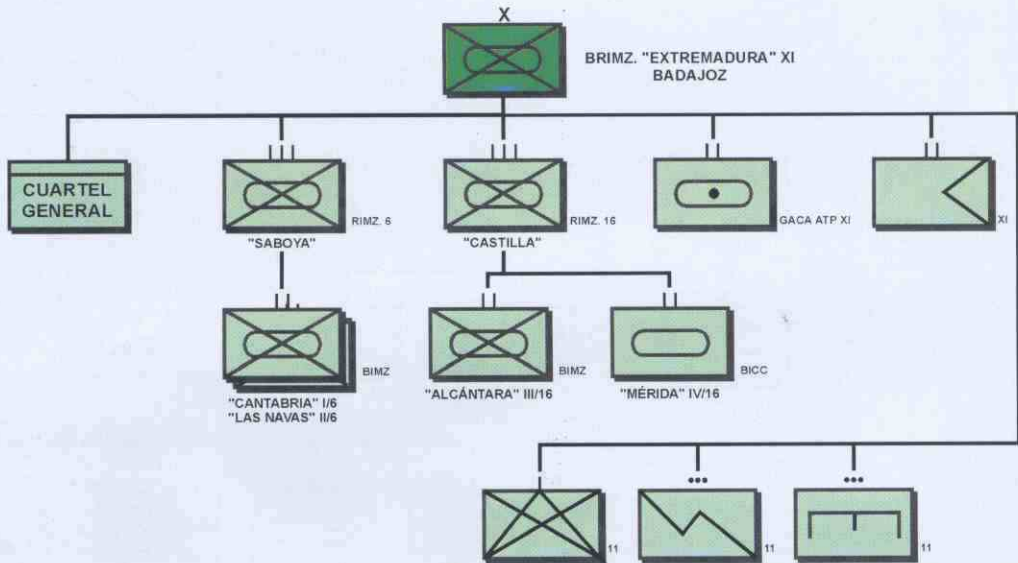 X
BRIMZ. "EXTREMADURA" XI
BADAJOZ
CUARTEL
GENERAL
RIMZ. 6
"SABOYA"
RIMZ. 16
"CASTILLA"
GACA ATP XI
XI
BIMZ
"CANTABRIA" I/6
"LAS NAVAS" II/6
BIMZ
"ALCÁNTARA" III/16
BICC
"MÉRIDA" IV/16
11
11
11